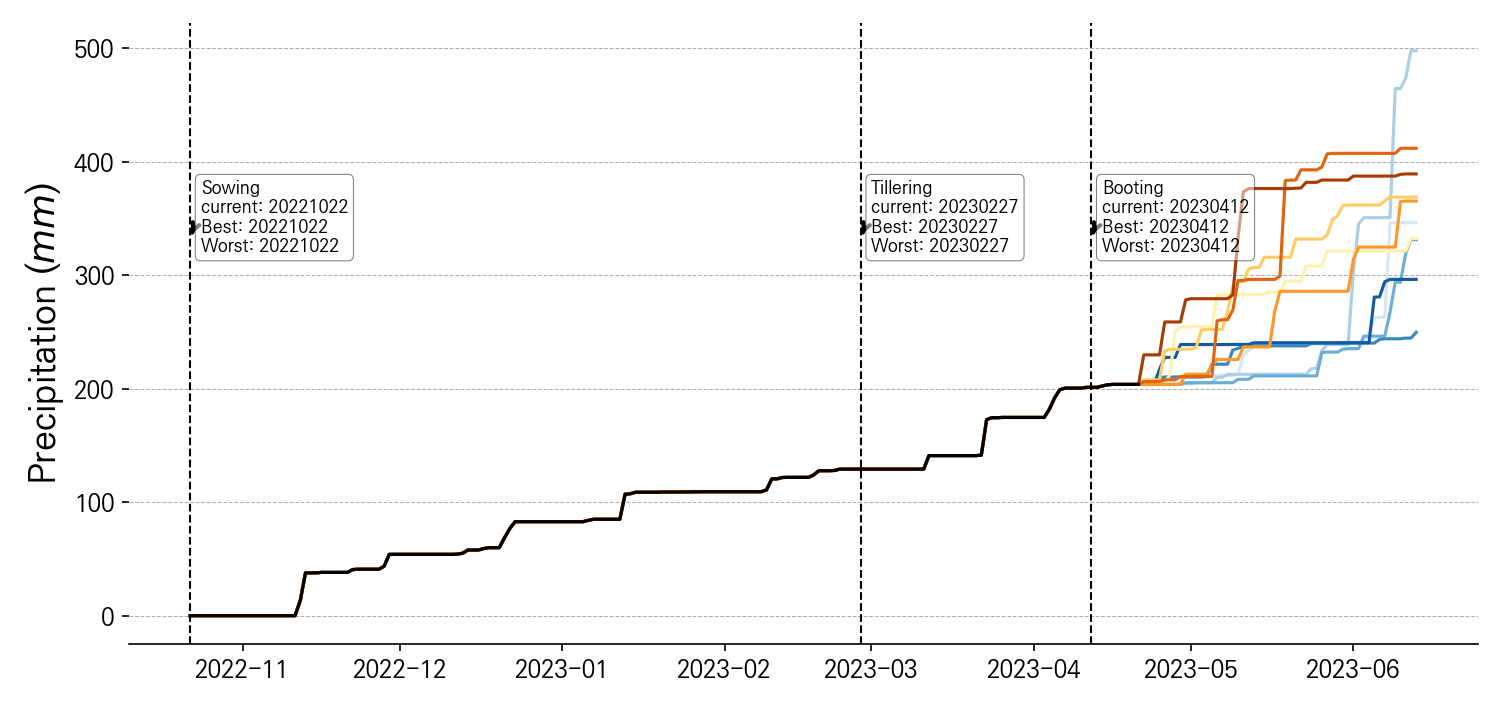 500
400
300
200
100
0
Precipitation (mm)
Sowing
current: 20221022
Best: 20221022
Worst: 20221022
Tillering
current: 20230227
Best: 20230227
Worst: 20230227
Booting
current: 20230412
Best: 20230412
Worst: 20230412
2022−11
2022−12
2023−01
2023−02
2023−03
2023−04
2023−05
2023−06